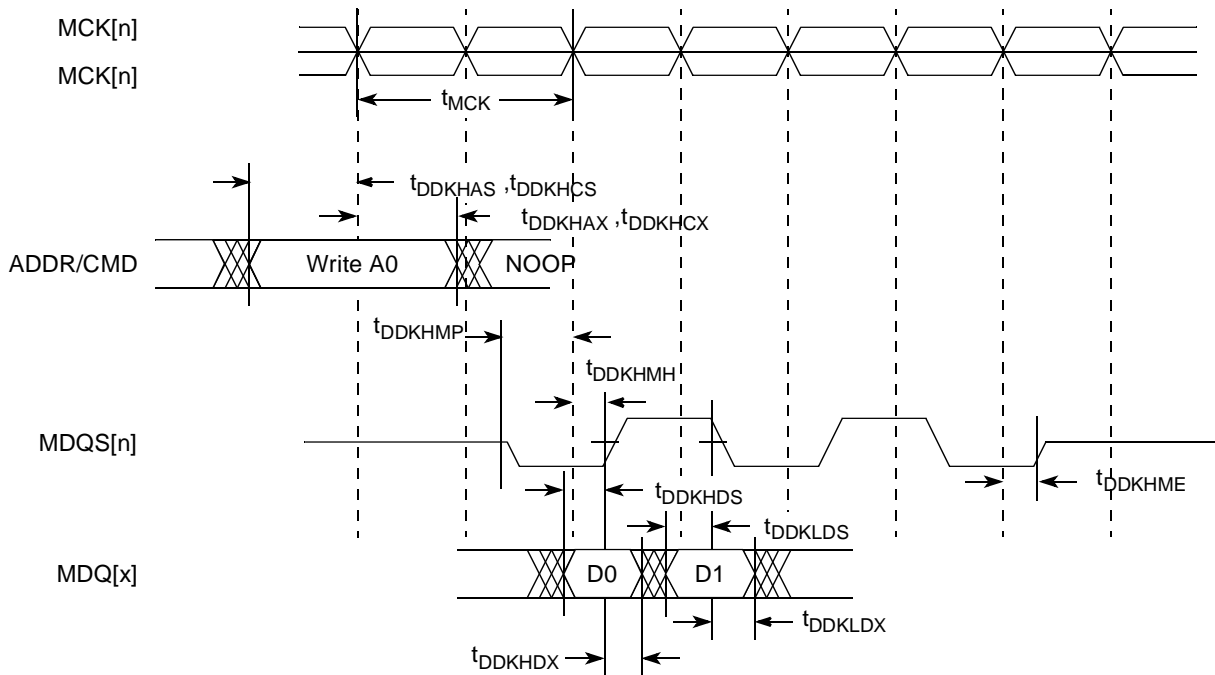 MCK[n]
MCK[n]
tMCK
tDDKHAS ,tDDKHCS
tDDKHAX ,tDDKHCX
ADDR/CMD
Write A0
NOOP
tDDKHMP
tDDKHMH
MDQS[n]
tDDKHDS
tDDKHME
tDDKLDS
MDQ[x]
D0
D1
tDDKLDX
tDDKHDX